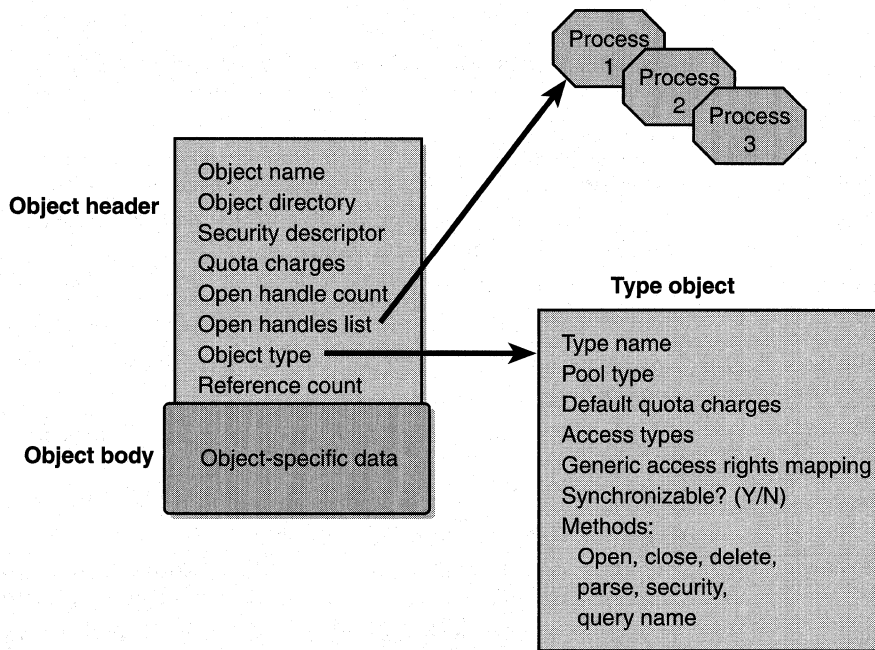 Process
1
Process
2
Process
3
Object header
Object name
Object directory
Security descriptor
Quota charges
Open handle count
Open handles list
Object type
Reference count
Object body
Object-specific data
Type object
Type name
Pool type
Default quota charges
Access types
Generic access rights mapping
Synchronizable? (Y/N)
Methods:
Open, close, delete,
parse, security,
query name